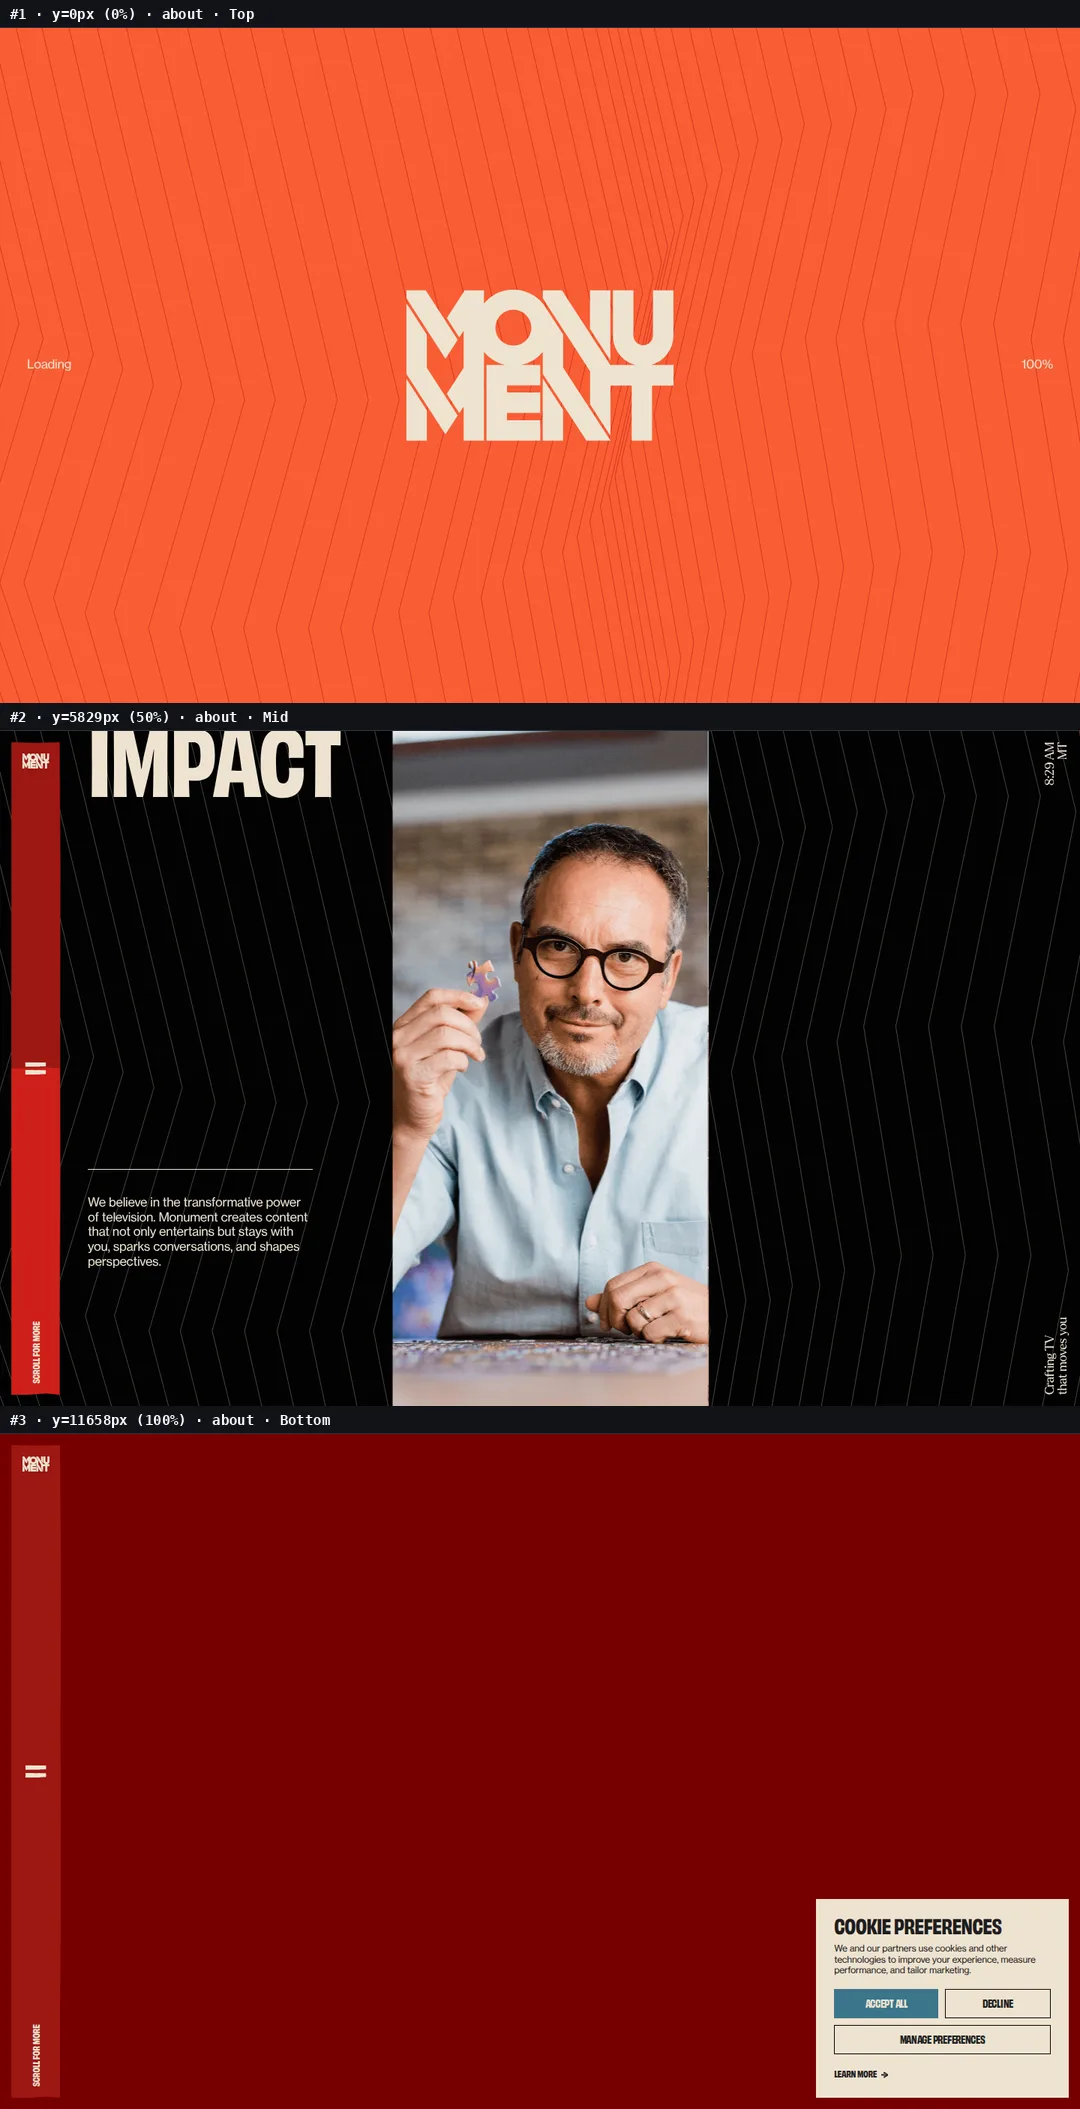 #1 · y=0px (0%) · about · Top
MONU
MENT
Loading
100%
#2 · y=5829px (50%) · about · Mid
MONU
MENT
IMPACT
8:29 AM
MT
We believe in the transformative power
of television. Monument creates content
that not only entertains but stays with
you, sparks conversations, and shapes
perspectives.
SCROLL FOR MORE
Crafting TV
that moves you
#3 · y=11658px (100%) · about · Bottom
MONU
MENT
SCROLL FOR MORE
COOKIE PREFERENCES
We and our partners use cookies and other
technologies to improve your experience, measure
performance, and tailor marketing.
ACCEPT ALL
DECLINE
MANAGE PREFERENCES
LEARN MORE →